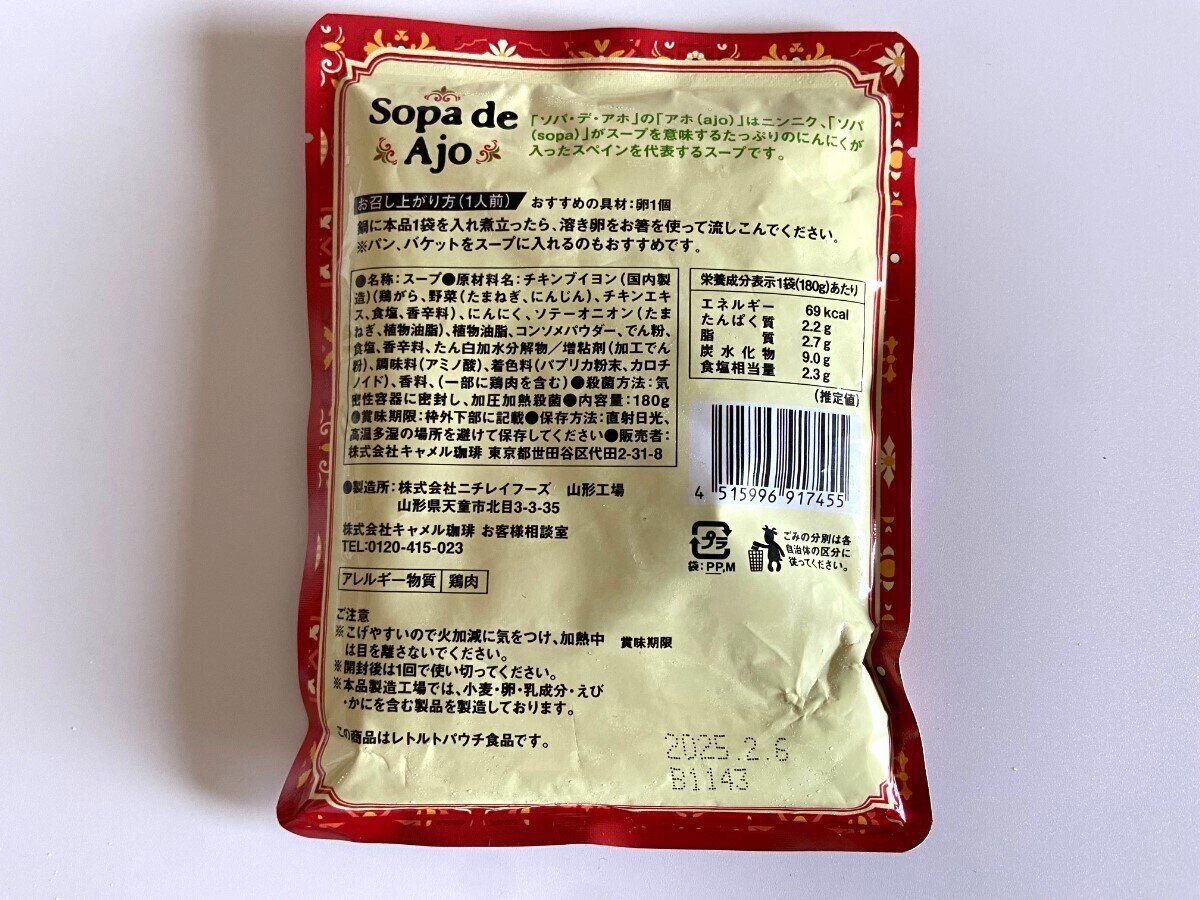 Sopa de
Ajo
「ソパ・デ・アホ」の「アホ(ajo)」はニンニク、「ソパ
(sopa)」がスープを意味するたっぷりのにんにくが
入ったスペインを代表するスープです。
お召し上がり方(1人前) おすすめの具材:卵1個
鍋に本品1袋を入れ煮立ったら、溶き卵をお箸を使って流しこんでください。
※パン、バケットをスープに入れるのもおすすめです。
●名称:スープ●原材料名:チキンブイヨン(国内製
造)(鶏がら、野菜(たまねぎ、にんじん)、チキンエキ
ス、食塩、香辛料)、にんにく、ソテーオニオン(たま
ねぎ、植物油脂)、植物油脂、コンソメパウダー、でん粉、
食塩、香辛料、たん白加水分解物/増粘剤(加工でん
粉)、調味料(アミノ酸)、着色料(パプリカ粉末、カロチ
ノイド)、香料、(一部に鶏肉を含む)●殺菌方法:気
密性容器に密封し、加圧加熱殺菌●内容量:180g
●賞味期限:枠外下部に記載●保存方法:直射日光、
高温多湿の場所を避けて保存してください●販売者:
株式会社キャメル珈琲 東京都世田谷区代田2-31-8
栄養成分表示1袋(180g)あたり
エネルギー 69 kcal
たんぱく質 2.2 g
脂質 2.7 g
炭水化物 9.0 g
食塩相当量 2.3 g
(推定値)
4 515996 917455
●製造所:株式会社ニチレイフーズ 山形工場
山形県天童市北目3-3-35
株式会社キャメル珈琲 お客様相談室
TEL:0120-415-023
プラ
袋:PP,M
ごみの分別は各
自治体の区分に
従ってください。
アレルギー物質 鶏肉
ご注意
※こげやすいので火加減に気をつけ、加熱中
は目を離さないでください。
※開封後は1回で使い切ってください。
※本品製造工場では、小麦・卵・乳成分・えび
・かにを含む製品を製造しております。
この商品はレトルトパウチ食品です。
賞味期限
2025.2.6
B1143